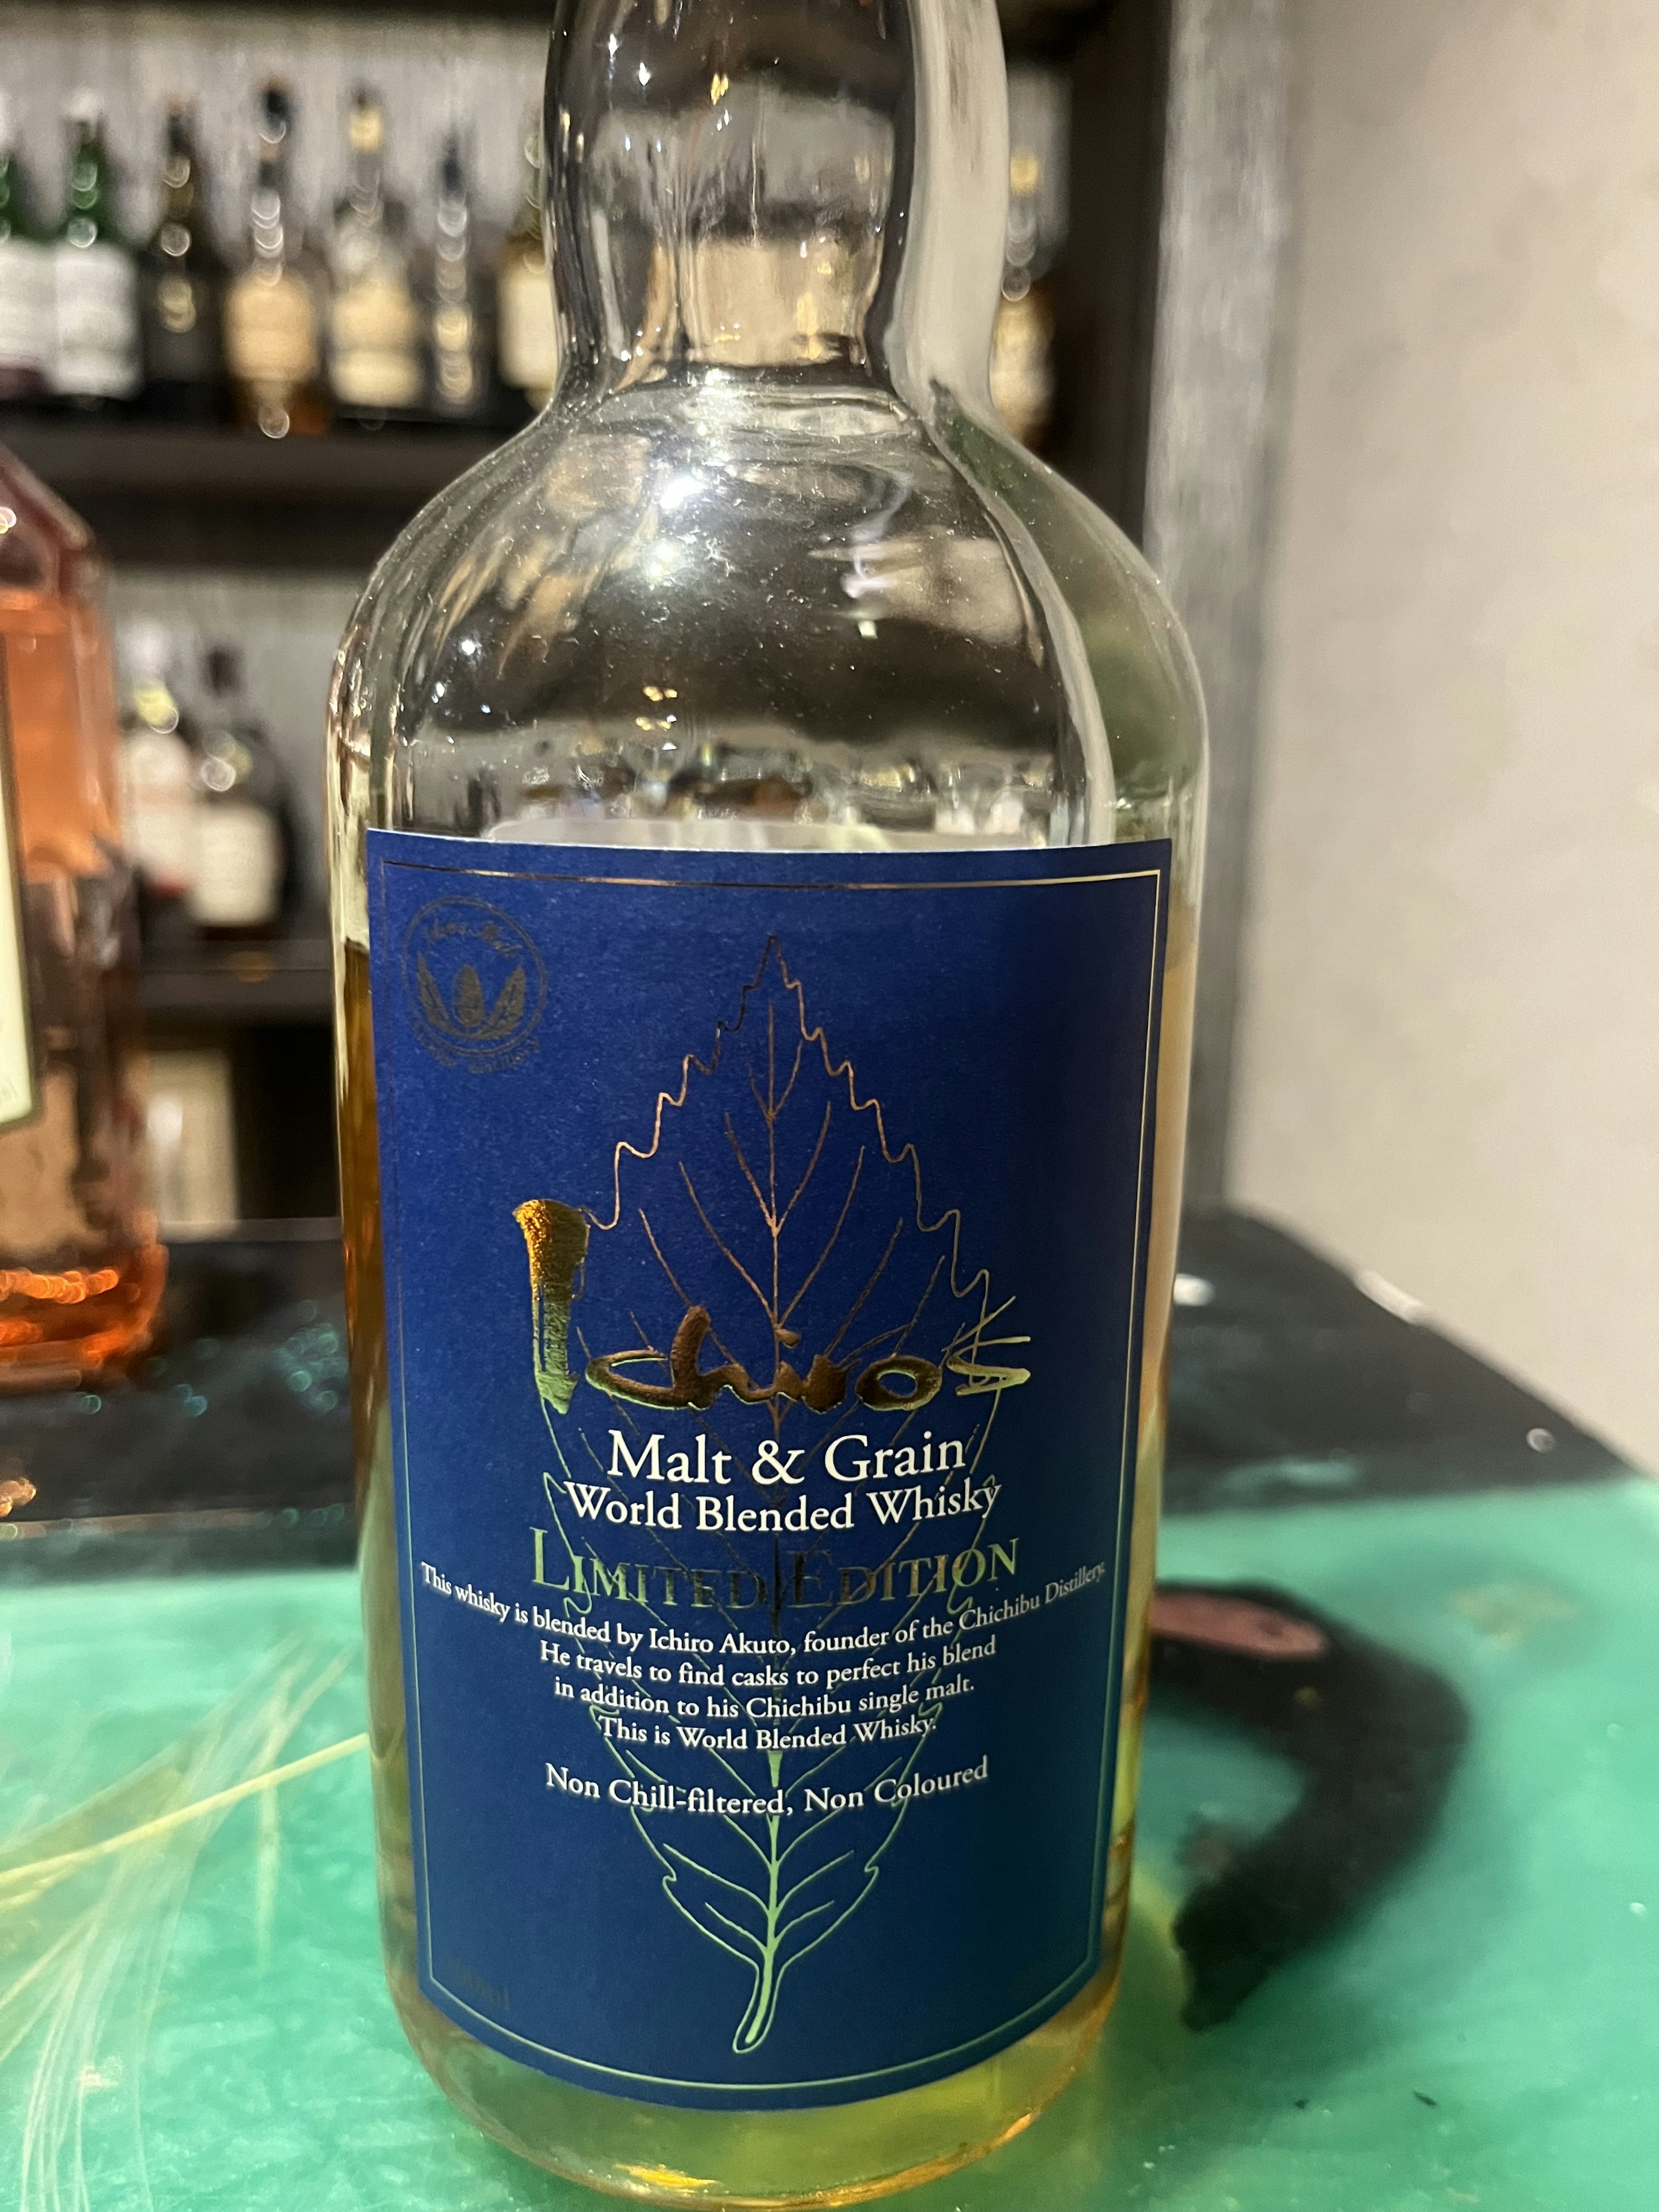 Ichiro's
Malt & Grain
World Blended Whisky
LIMITED EDITION
This whisky is blended by Ichiro Akuto, founder of the Chichibu Distillery.
He travels to find casks to perfect his blend
in addition to his Chichibu single malt.
This is World Blended Whisky.
Non Chill-filtered, Non Coloured